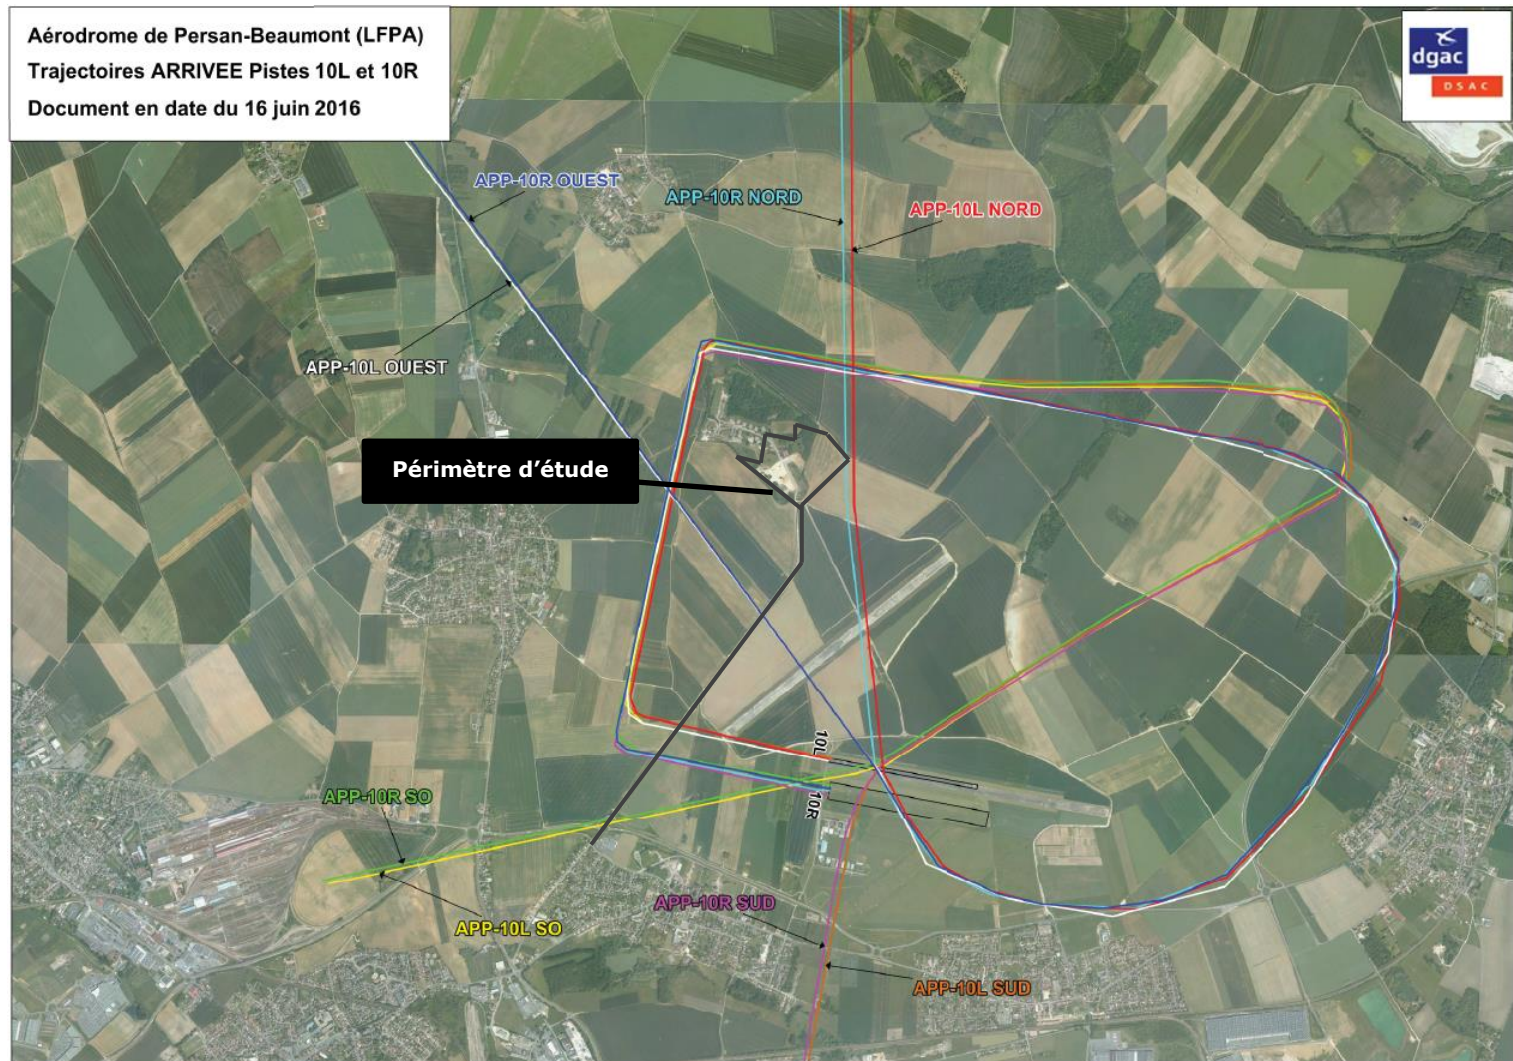 Aérodrome de Persan-Beaumont (LFPA)
Trajectoires ARRIVEE Pistes 10L et 10R
Document en date du 16 juin 2016
dgac
DSAC
APP-10R OUEST
APP-10R NORD
APP-10L NORD
APP-10L OUEST
Périmètre d'étude
10L
10R
APP-10R SO
APP-10L SO
APP-10R SUD
APP-10L SUD